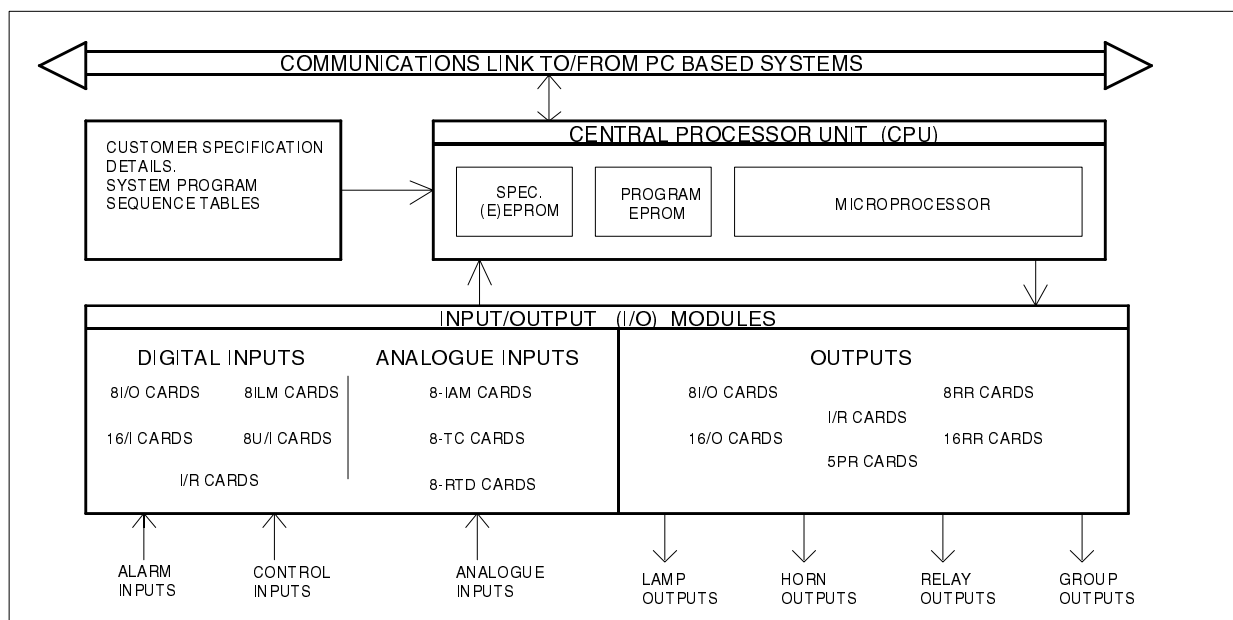 COMMUNICATIONS LINK TO/FROM PC BASED SYSTEMS
CUSTOMER SPECIFICATION
DETAILS.
SYSTEM PROGRAM
SEQUENCE TABLES
CENTRAL PROCESSOR UNIT (CPU)
SPEC.
(E)EPROM
PROGRAM
EPROM
MICROPROCESSOR
INPUT/OUTPUT (I/O) MODULES
DIGITAL INPUTS
8I/O CARDS
8ILM CARDS
16/I CARDS
8U/I CARDS
I/R CARDS
ANALOGUE INPUTS
8-IAM CARDS
8-TC CARDS
8-RTD CARDS
OUTPUTS
8I/O CARDS
8RR CARDS
I/R CARDS
16/O CARDS
16RR CARDS
5PR CARDS
ALARM
INPUTS
CONTROL
INPUTS
ANALOGUE
INPUTS
LAMP
OUTPUTS
HORN
OUTPUTS
RELAY
OUTPUTS
GROUP
OUTPUTS